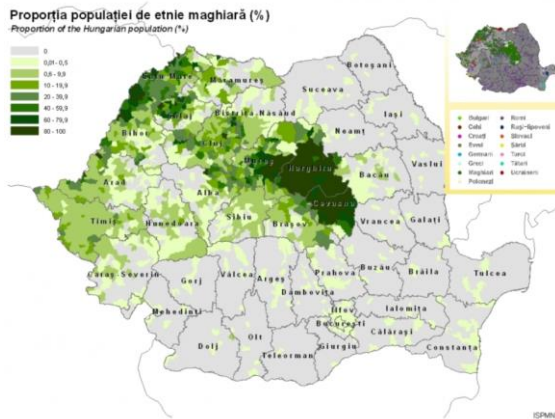 Proporția populației de etnie maghiară (%)
Proportion of the Hungarian population (%)
0
0,01 - 0,5
0,6 - 9,9
10 - 19,9
20 - 39,9
40 - 59,9
60 - 79,9
80 - 100
Satu Mare
Maramureș
Botoșani
Suceava
Sălaj
Bistrița-Năsăud
Iași
Bihor
Cluj
Neamț
Mureș
Harghita
Vaslui
Bacău
Arad
Alba
Covasna
Timiș
Hunedoara
Sibiu
Brașov
Vrancea
Galați
Caraș-Severin
Gorj
Vâlcea
Argeș
Prahova
Buzău
Brăila
Tulcea
Dâmbovița
Mehedinți
Ilfov
Ialomița
București
Călărași
Dolj
Olt
Giurgiu
Constanța
Teleorman
Bulgari
Cehi
Croați
Evrei
Germani
Greci
Maghiari
Polonezi
Romi
Ruși-lipoveni
Slovaci
Sârbi
Turci
Tătari
Ucraineni
ISPMN